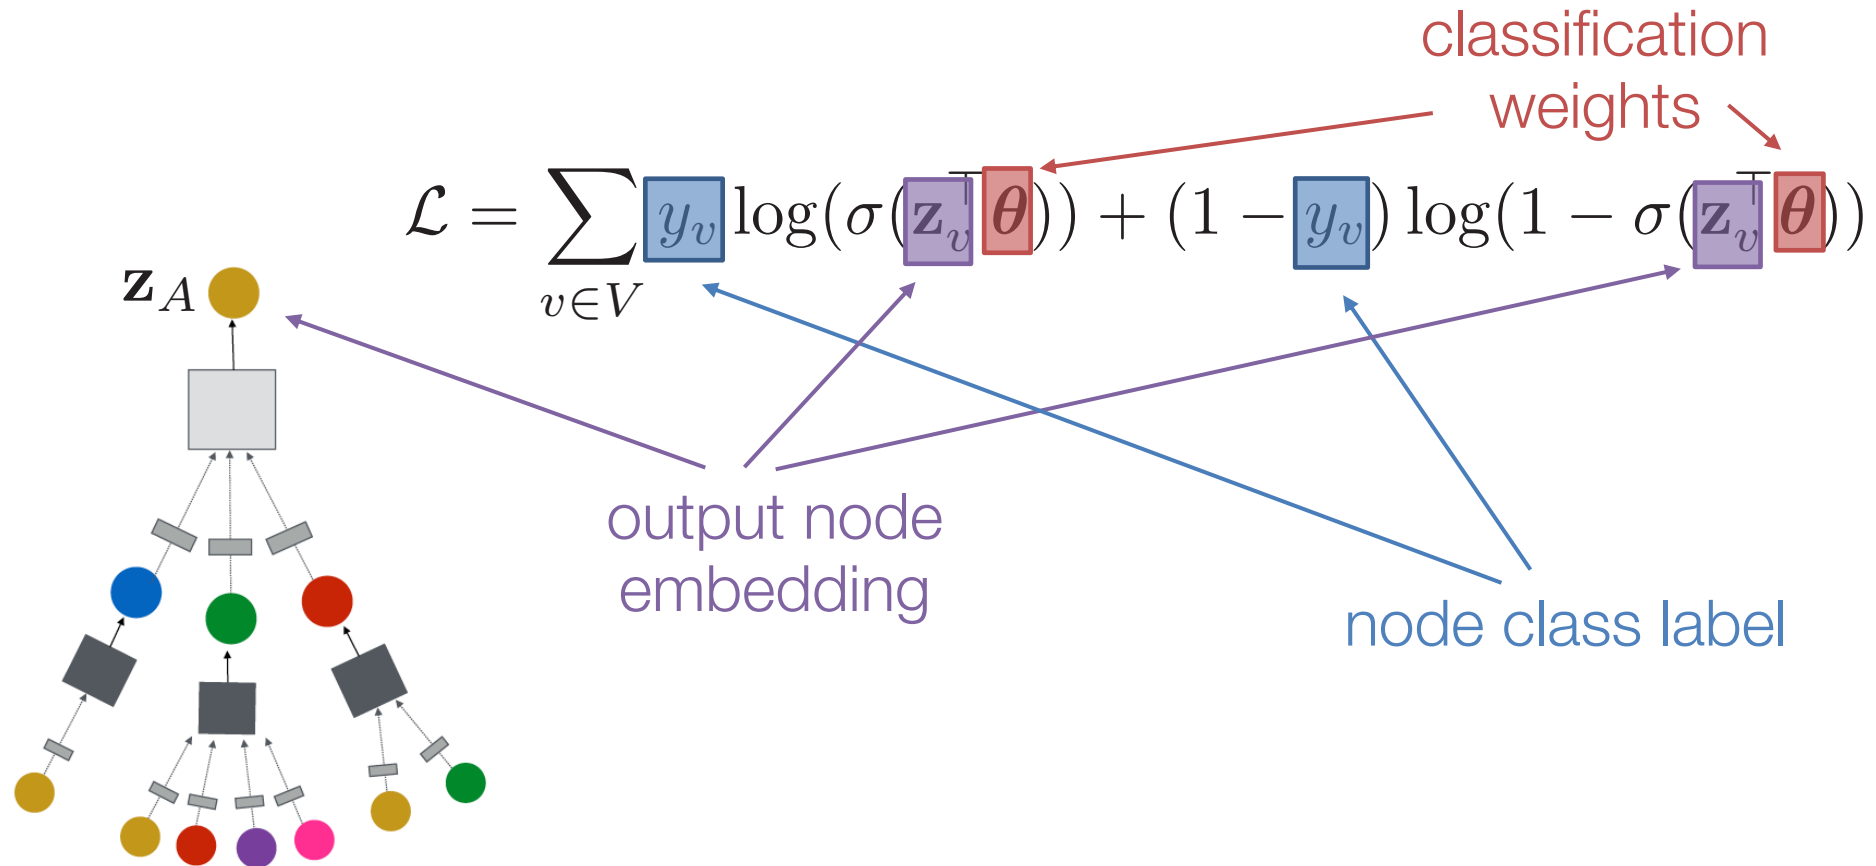 classification
weights
ℒ = ∑ y_v log(σ(z_v^⊤ θ)) + (1 − y_v) log(1 − σ(z_v^⊤ θ))
v∈V
z_A
output node
embedding
node class label